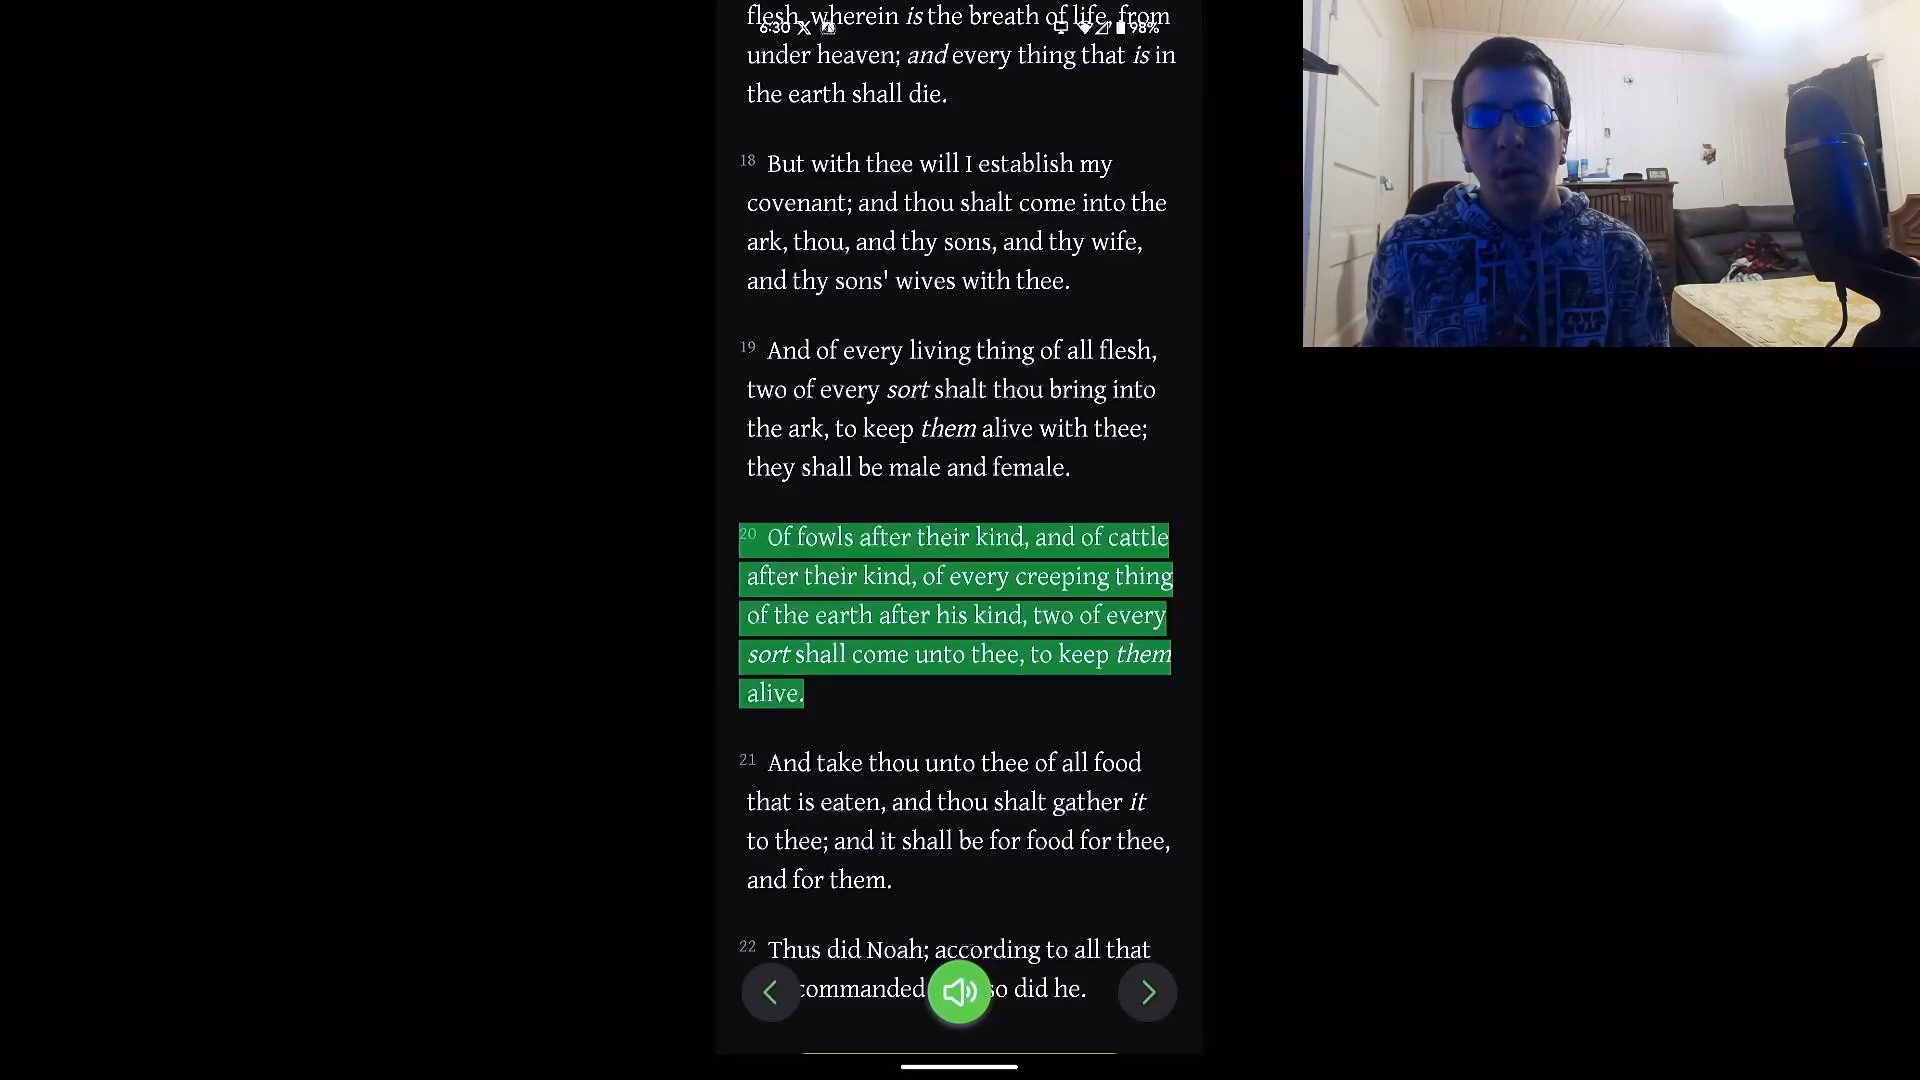 flesh, wherein is the breath of life, from
6:30 98%
under heaven; and every thing that is in
the earth shall die.
18 But with thee will I establish my
covenant; and thou shalt come into the
ark, thou, and thy sons, and thy wife,
and thy sons' wives with thee.
19 And of every living thing of all flesh,
two of every sort shalt thou bring into
the ark, to keep them alive with thee;
they shall be male and female.
20 Of fowls after their kind, and of cattle
after their kind, of every creeping thing
of the earth after his kind, two of every
sort shall come unto thee, to keep them
alive.
21 And take thou unto thee of all food
that is eaten, and thou shalt gather it
to thee; and it shall be for food for thee,
and for them.
22 Thus did Noah; according to all that
commanded so did he.